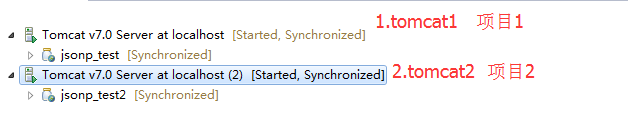 Tomcat v7.0 Server at localhost [Started, Synchronized] 1.tomcat1 项目1
jsonp_test [Synchronized]
Tomcat v7.0 Server at localhost (2) [Started, Synchronized] 2.tomcat2 项目2
jsonp_test2 [Synchronized]